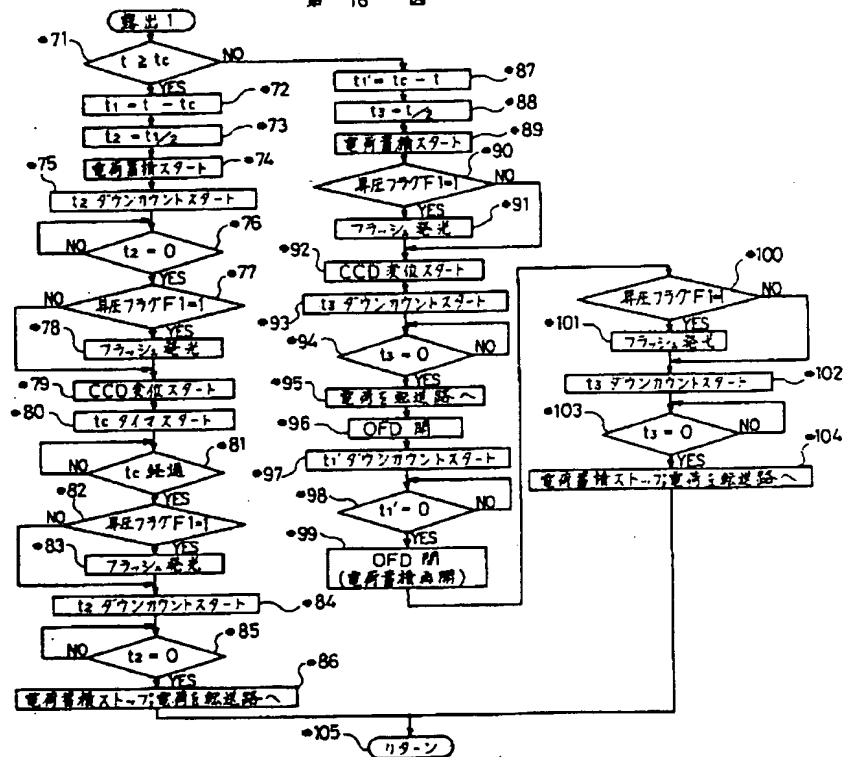 第 16 図
露出1
*71
t ≥ tc
NO
YES
t1 = t - tc
*72
t2 = t1/2
*73
電荷蓄積スタート
*74
*75
t2 ダウンカウントスタート
*76
NO
t2 = 0
YES
*77
NO
昇圧フラグF1=1
YES
*78
フラッシュ発光
*79
CCD変位スタート
*80
tc タイマスタート
*81
NO
tc 経過
YES
*82
NO
昇圧フラグF1=1
YES
*83
フラッシュ発光
t2 ダウンカウントスタート
*84
*85
NO
t2 = 0
YES
*86
電荷蓄積ストップ;電荷を転送路へ
t1' = tc - t
*87
t3 = t/2
*88
電荷蓄積スタート
*89
*90
昇圧フラグF1=1
NO
YES
フラッシュ発光
*91
*92
CCD変位スタート
*93
t3 ダウンカウントスタート
*94
t3 = 0
NO
YES
*95
電荷を転送路へ
*96
OFD 開
*97
t1' ダウンカウントスタート
*98
t1' = 0
NO
YES
*99
OFD 閉
(電荷蓄積再開)
*100
昇圧フラグF1=1
NO
YES
*101
フラッシュ発光
t3 ダウンカウントスタート
*102
*103
t3 = 0
NO
YES
*104
電荷蓄積ストップ;電荷を転送路へ
*105
リターン